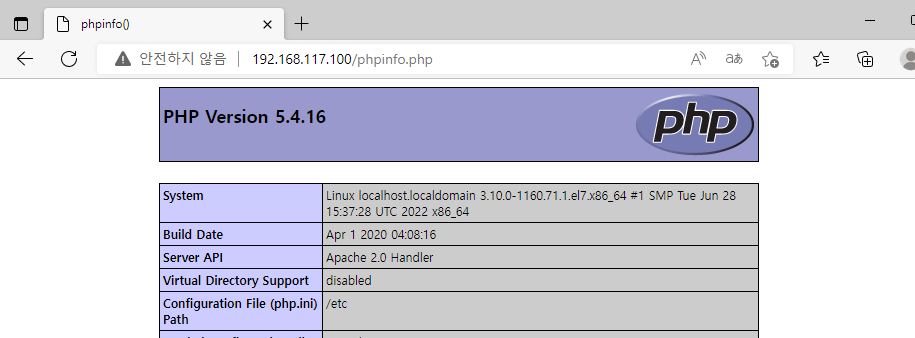 phpinfo()
안전하지 않음 192.168.117.100/phpinfo.php
PHP Version 5.4.16
php
System Linux localhost.localdomain 3.10.0-1160.71.1.el7.x86_64 #1 SMP Tue Jun 28
15:37:28 UTC 2022 x86_64
Build Date Apr 1 2020 04:08:16
Server API Apache 2.0 Handler
Virtual Directory Support disabled
Configuration File (php.ini) /etc
Path